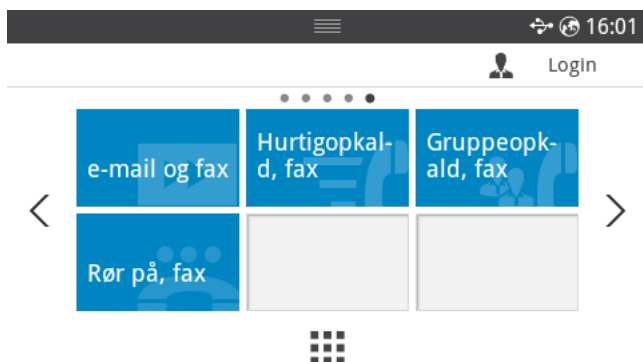 16:01
Login
e-mail og fax
Hurtigopkal-
d, fax
Gruppeopk-
ald, fax
Rør på, fax